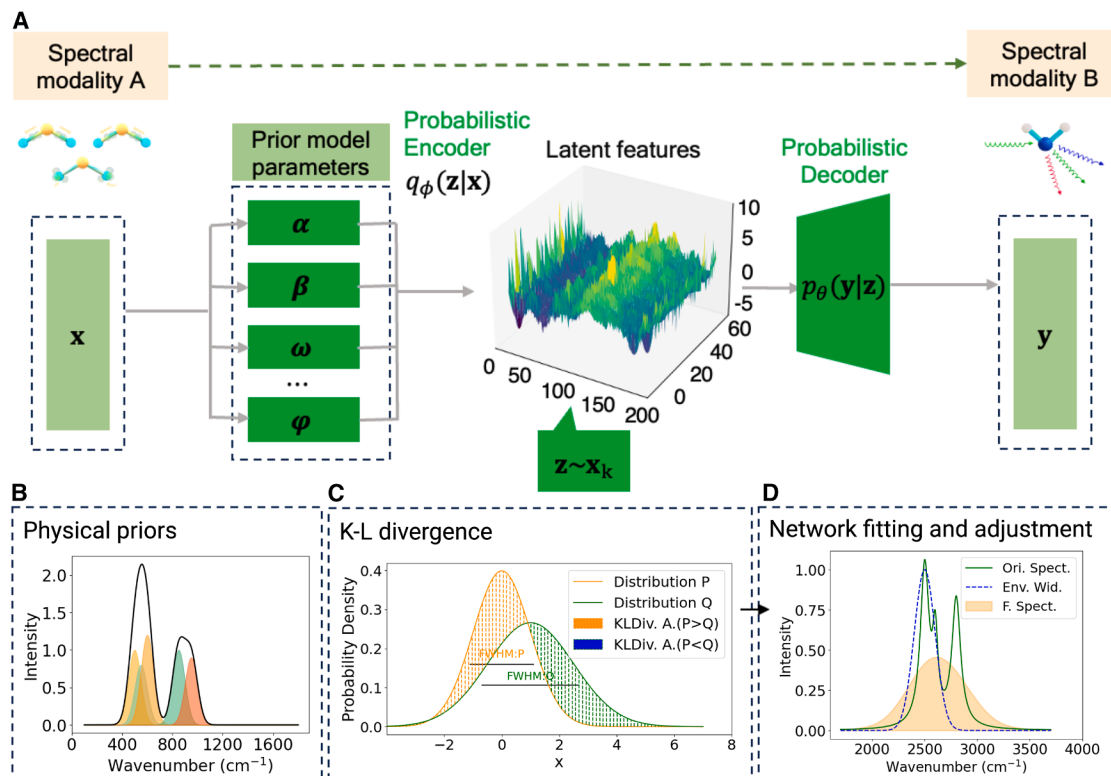 A
Spectral
modality A
Spectral
modality B
Prior model
parameters
Probabilistic
Encoder
qϕ(z|x)
Latent features
Probabilistic
Decoder
x
α
β
ω
...
φ
10
5
0
-5
60
40
20
0
0
50
100
150
200
z~xk
pθ(y|z)
y
B
Physical priors
Intensity
2.0
1.5
1.0
0.5
0.0
0
400
800
1200
1600
Wavenumber (cm⁻¹)
C
K-L divergence
Probability Density
0.4
0.3
0.2
0.1
0.0
Distribution P
Distribution Q
KLDiv. A.(P>Q)
KLDiv. A.(P<Q)
FWHM:P
FWHM:Q
−2
0
2
4
6
8
x
D
Network fitting and adjustment
Intensity
1.00
0.75
0.50
0.25
0.00
Ori. Spect.
Env. Wid.
F. Spect.
2000
2500
3000
4000
Wavenumber (cm⁻¹)